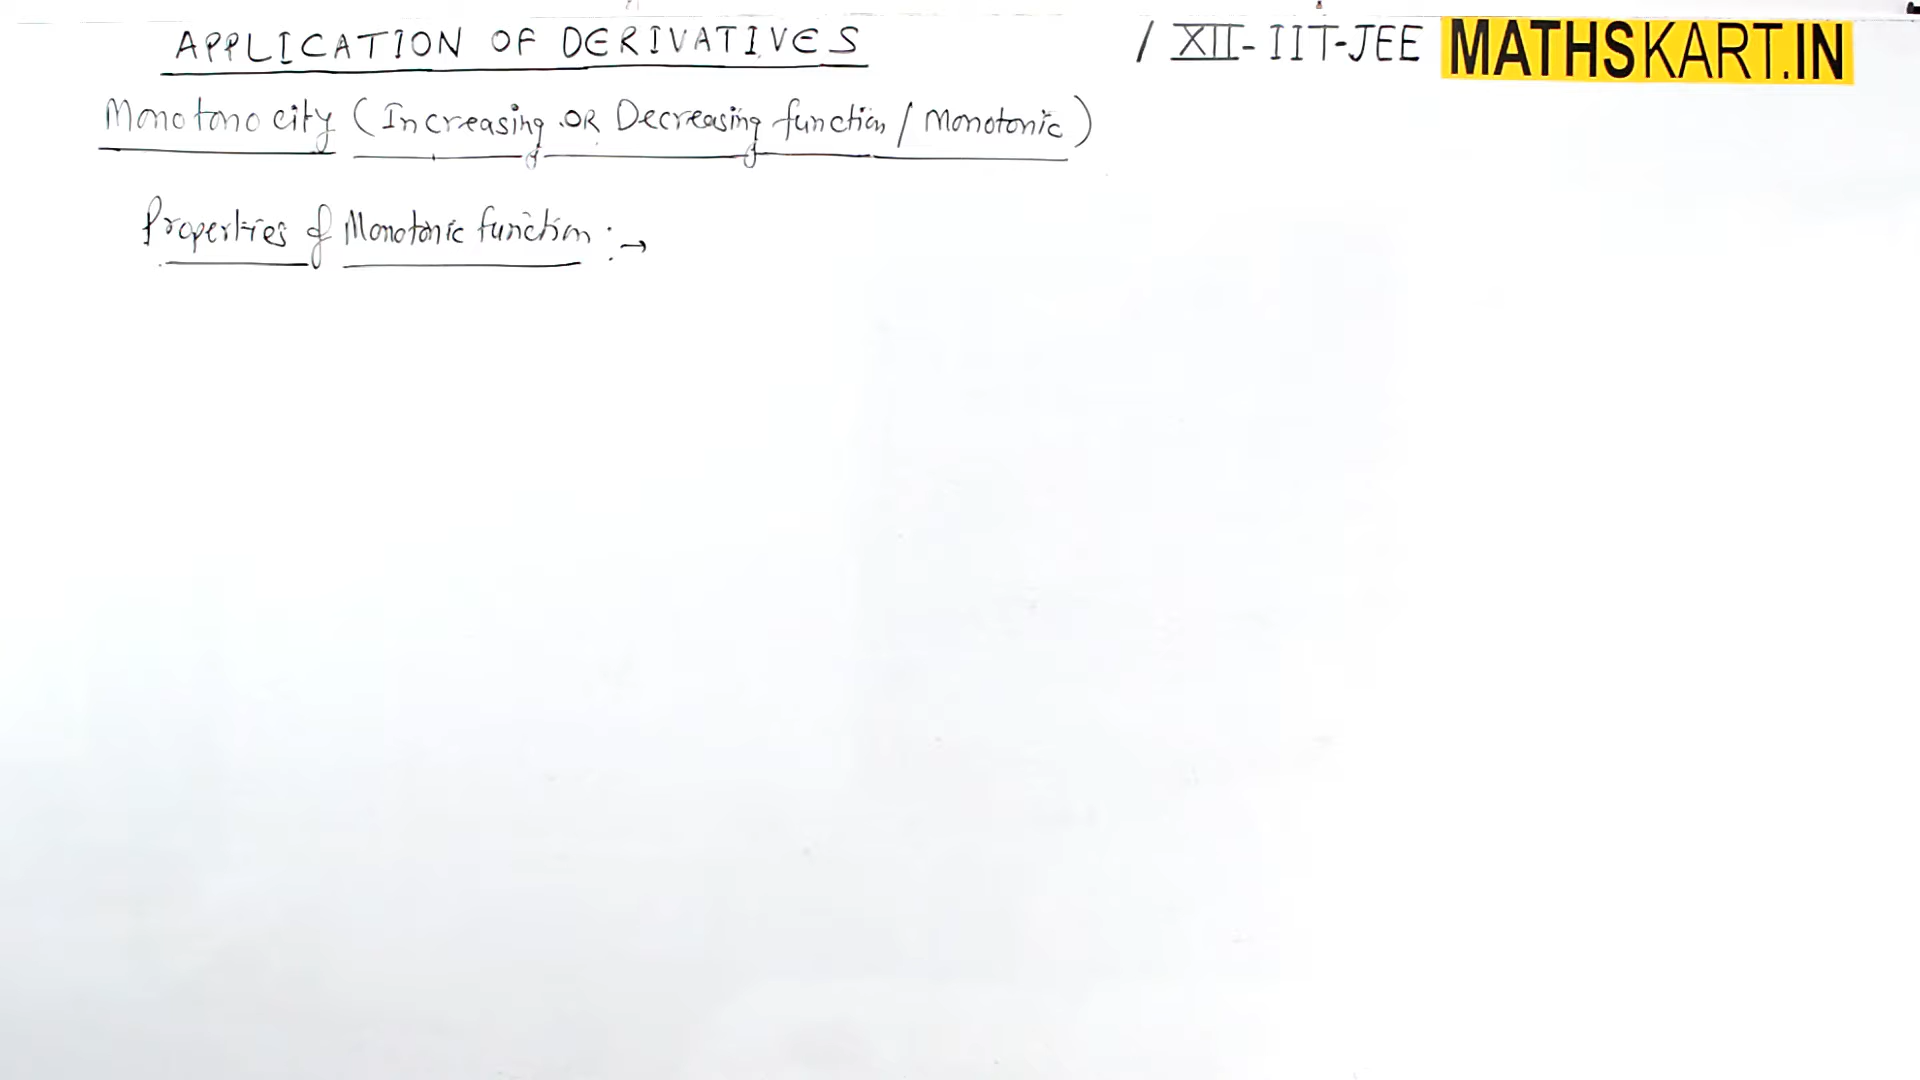 APPLICATION OF DERIVATIVES / XII - IIT-JEE MATHSKART.IN
Monotonocity (Increasing OR Decreasing function / Monotonic)
Properties of Monotonic function :→